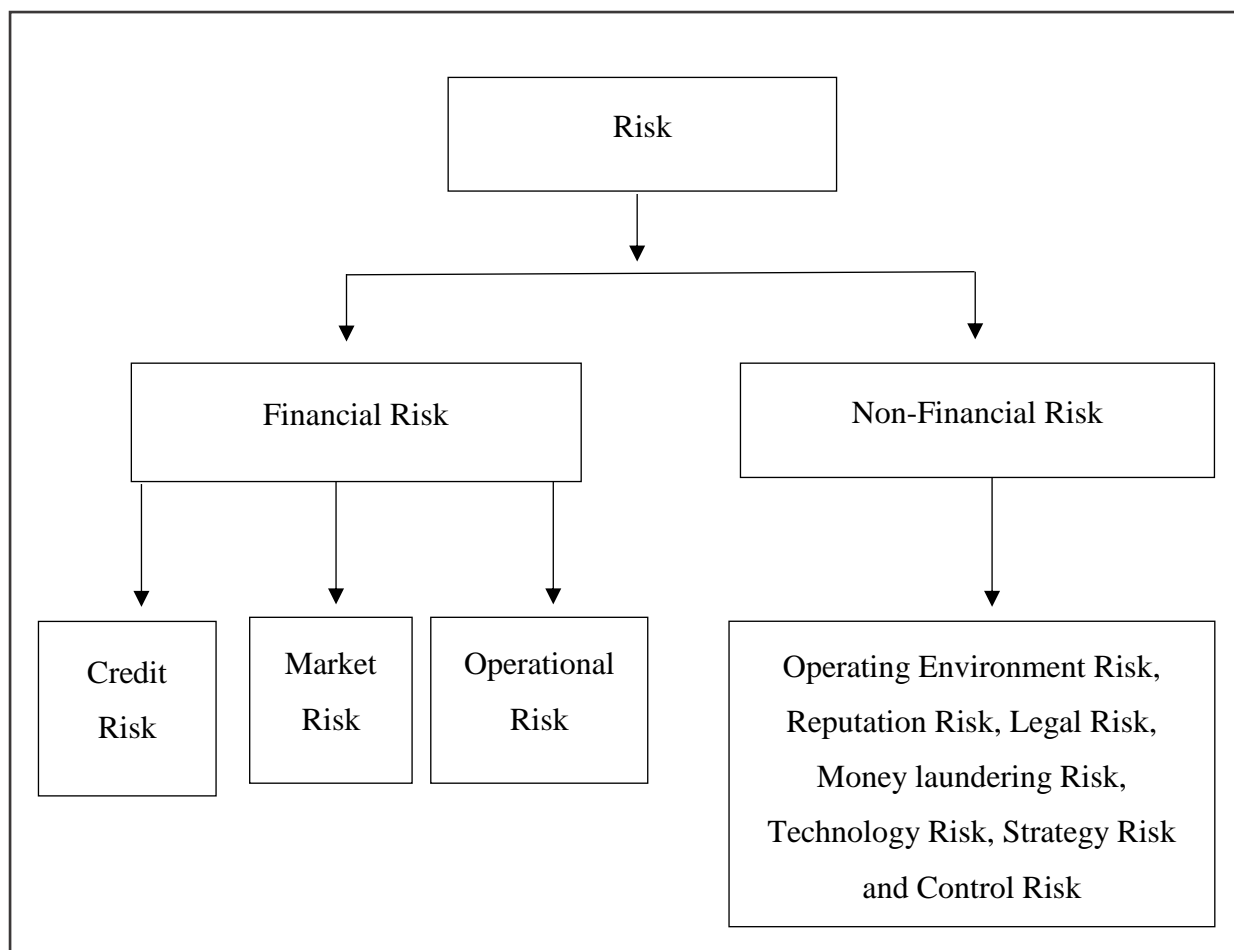 Risk
Financial Risk
Non-Financial Risk
Credit
Risk
Market
Risk
Operational
Risk
Operating Environment Risk,
Reputation Risk, Legal Risk,
Money laundering Risk,
Technology Risk, Strategy Risk
and Control Risk